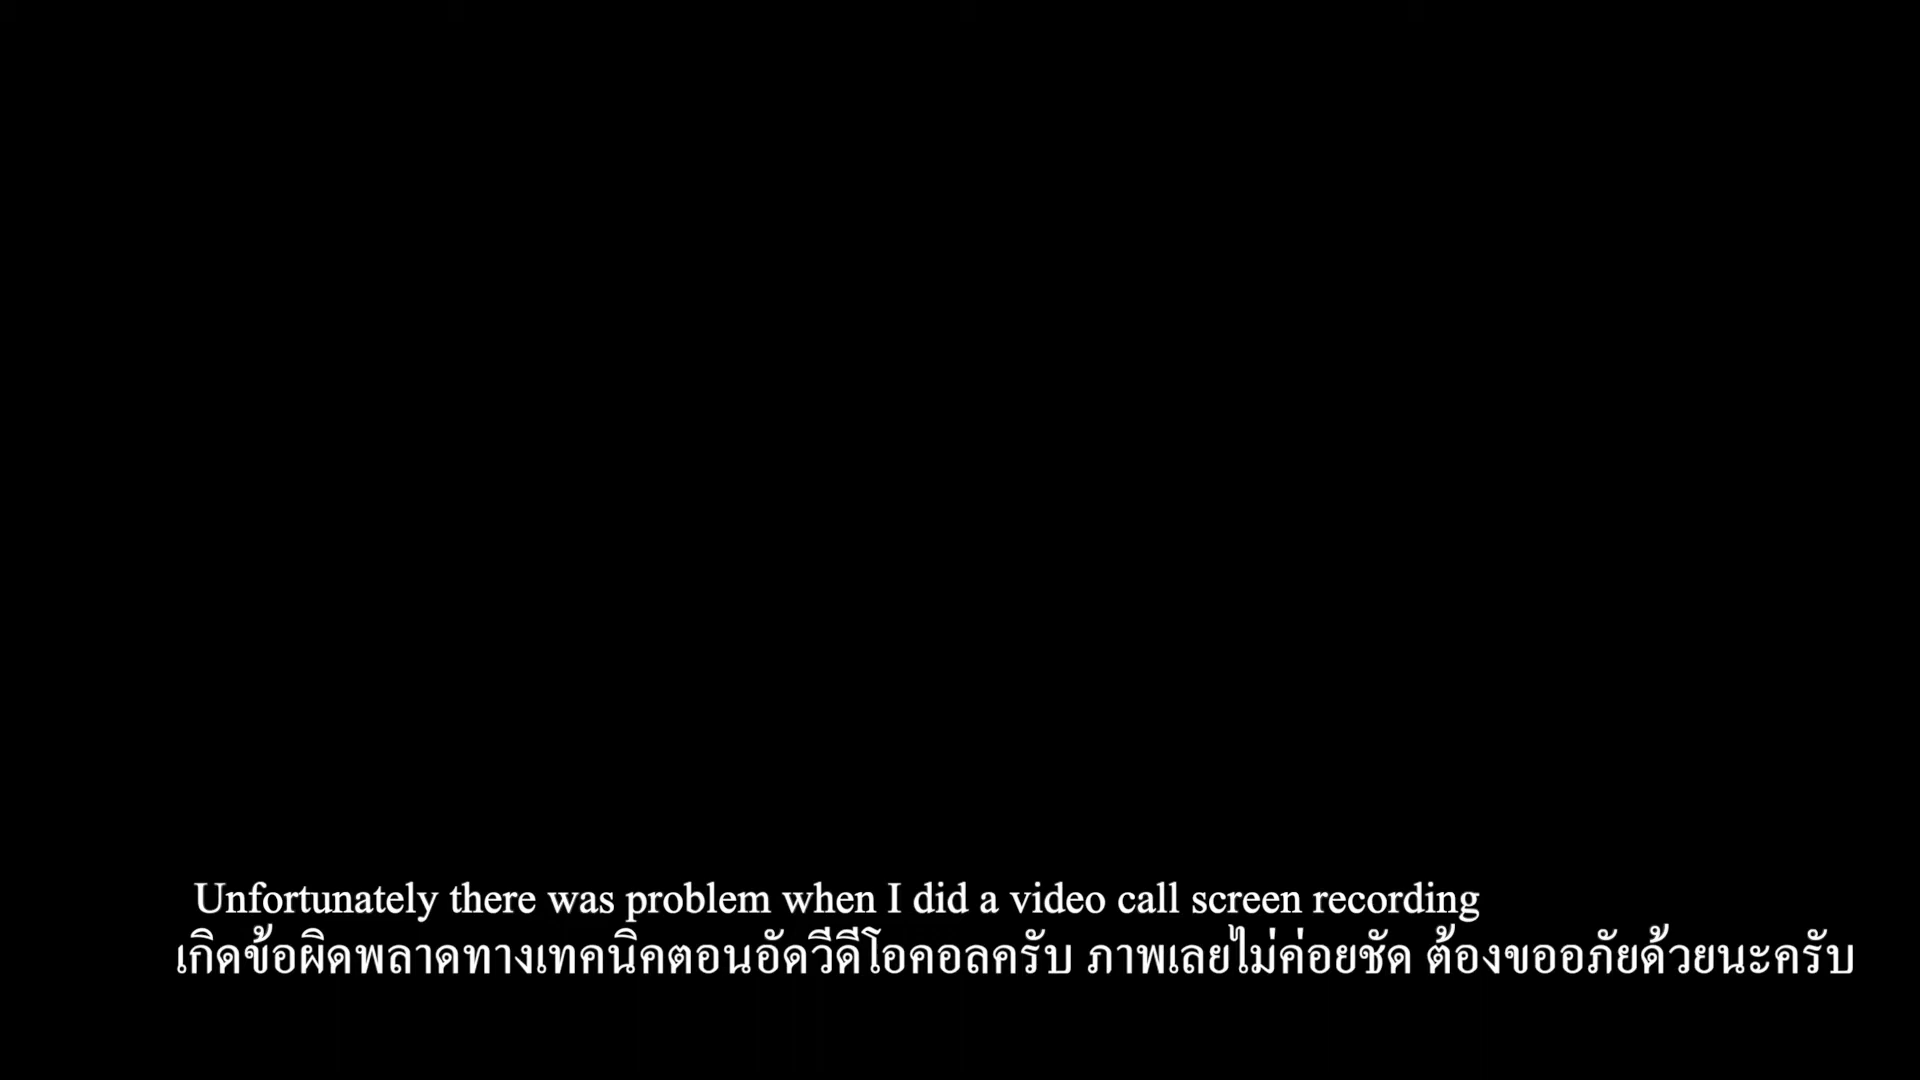 Unfortunately there was problem when I did a video call screen recording
เกิดข้อผิดพลาดทางเทคนิคตอนอัดวีดีโอคอลครับ ภาพเลยไม่ค่อยชัด ต้องขออภัยด้วยนะครับ